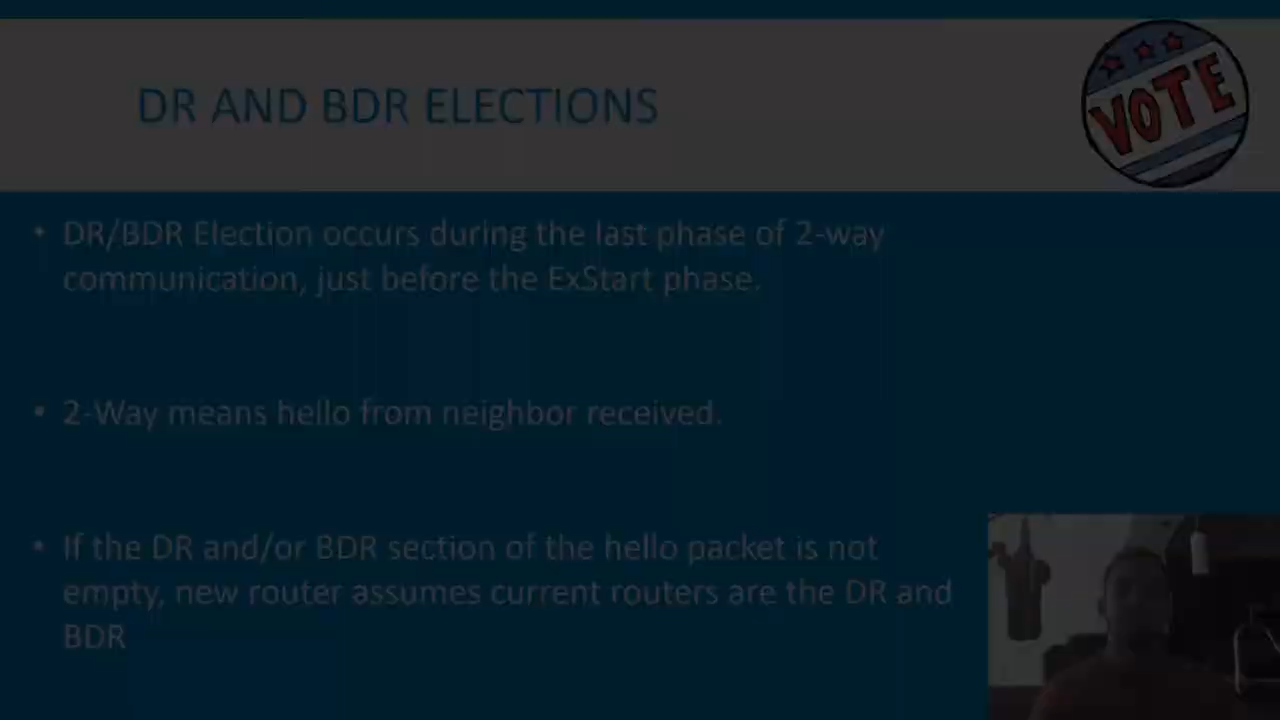 DR AND BDR ELECTIONS
VOTE
• DR/BDR Election occurs during the last phase of 2-way
communication, just before the ExStart phase.
• 2-Way means hello from neighbor received.
• If the DR and/or BDR section of the hello packet is not
empty, new router assumes current routers are the DR and
BDR